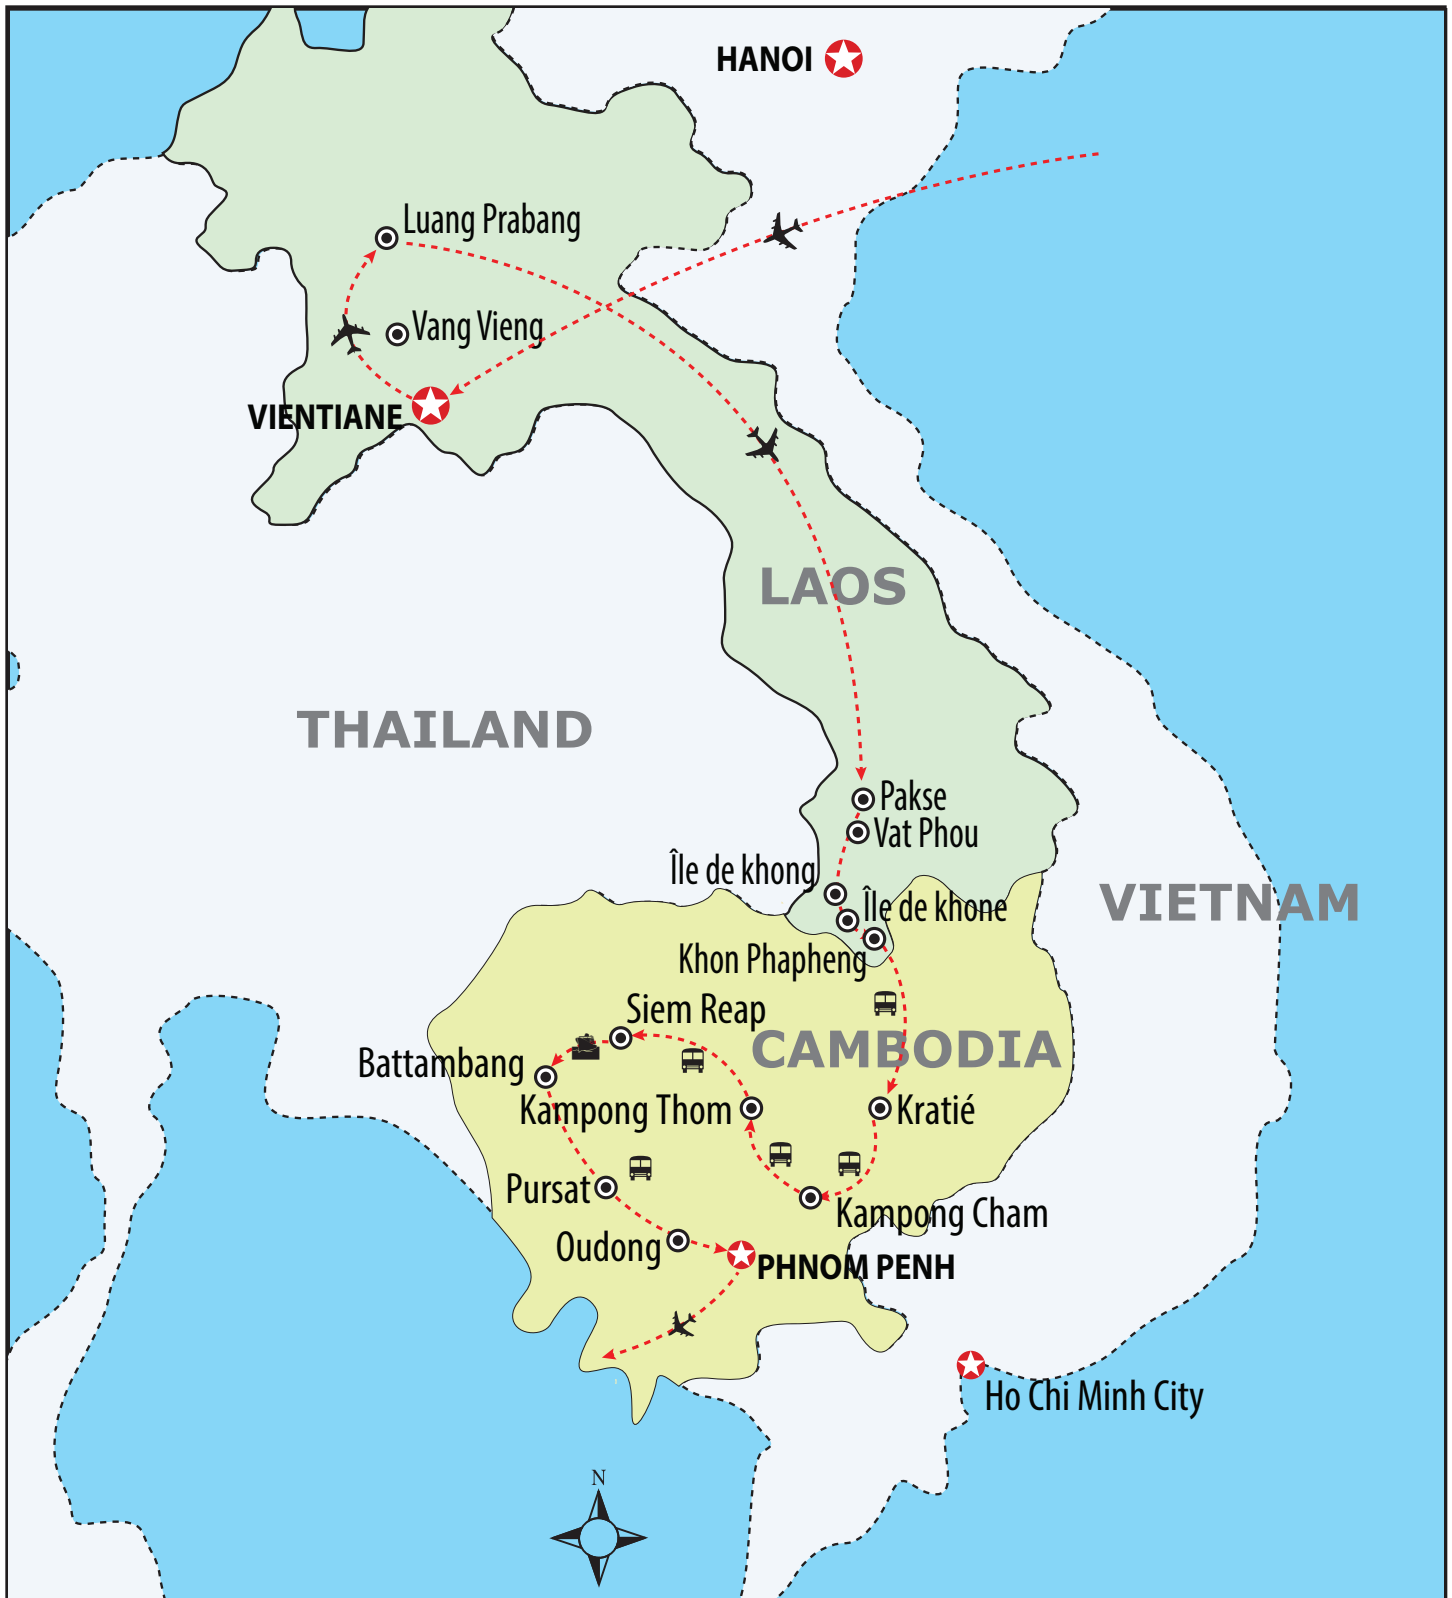 HANOI
Luang Prabang
Vang Vieng
VIENTIANE
LAOS
THAILAND
Pakse
Vat Phou
Île de khong
Île de khone
VIETNAM
Khon Phapheng
Siem Reap
CAMBODIA
Battambang
Kampong Thom
Kratié
Pursat
Kampong Cham
Oudong
PHNOM PENH
Ho Chi Minh City
N